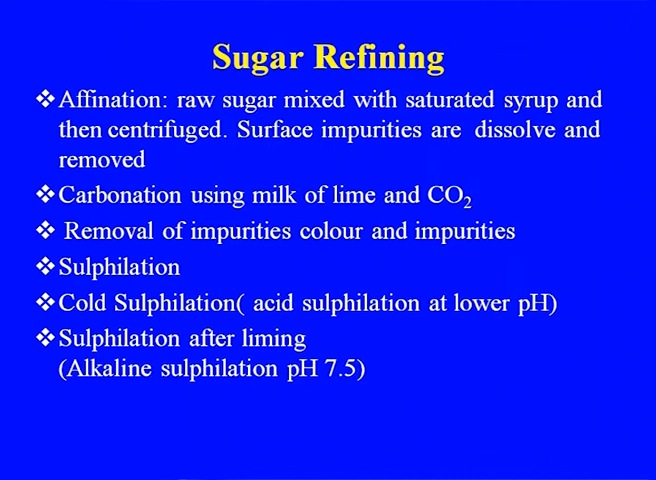 Sugar Refining
❖Affination: raw sugar mixed with saturated syrup and
then centrifuged. Surface impurities are dissolve and
removed
❖Carbonation using milk of lime and CO₂
❖ Removal of impurities colour and impurities
❖Sulphilation
❖Cold Sulphilation( acid sulphilation at lower pH)
❖Sulphilation after liming
(Alkaline sulphilation pH 7.5)